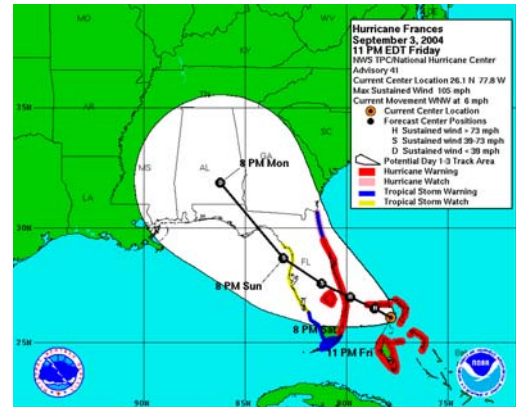 Hurricane Frances
September 3, 2004
11 PM EDT Friday
NWS TPC/National Hurricane Center
Advisory 41
Current Center Location 26.1 N 77.8 W
Max Sustained Wind 105 mph
Current Movement WNW at 6 mph
Current Center Location
Forecast Center Positions
H Sustained wind > 73 mph
S Sustained wind 39-73 mph
D Sustained wind < 39 mph
Potential Day 1-3 Track Area
Hurricane Warning
Hurricane Watch
Tropical Storm Warning
Tropical Storm Watch
MO
KY
WV
VA
TN
35N
AR
SC
MS
AL
GA
8 PM Mon
LA
30N
FL
8 PM Sun
8 PM Sat
25N
11 PM Fri
NOAA
90W
85W
80W
75W